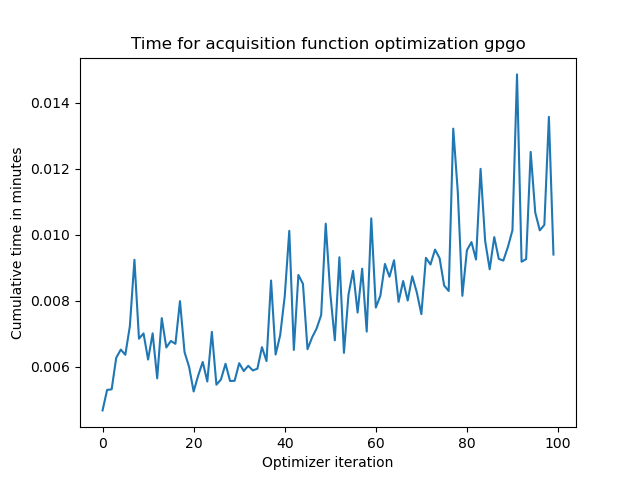 Time for acquisition function optimization gpgo
Cumulative time in minutes
0.014
0.012
0.010
0.008
0.006
0 20 40 60 80 100
Optimizer iteration